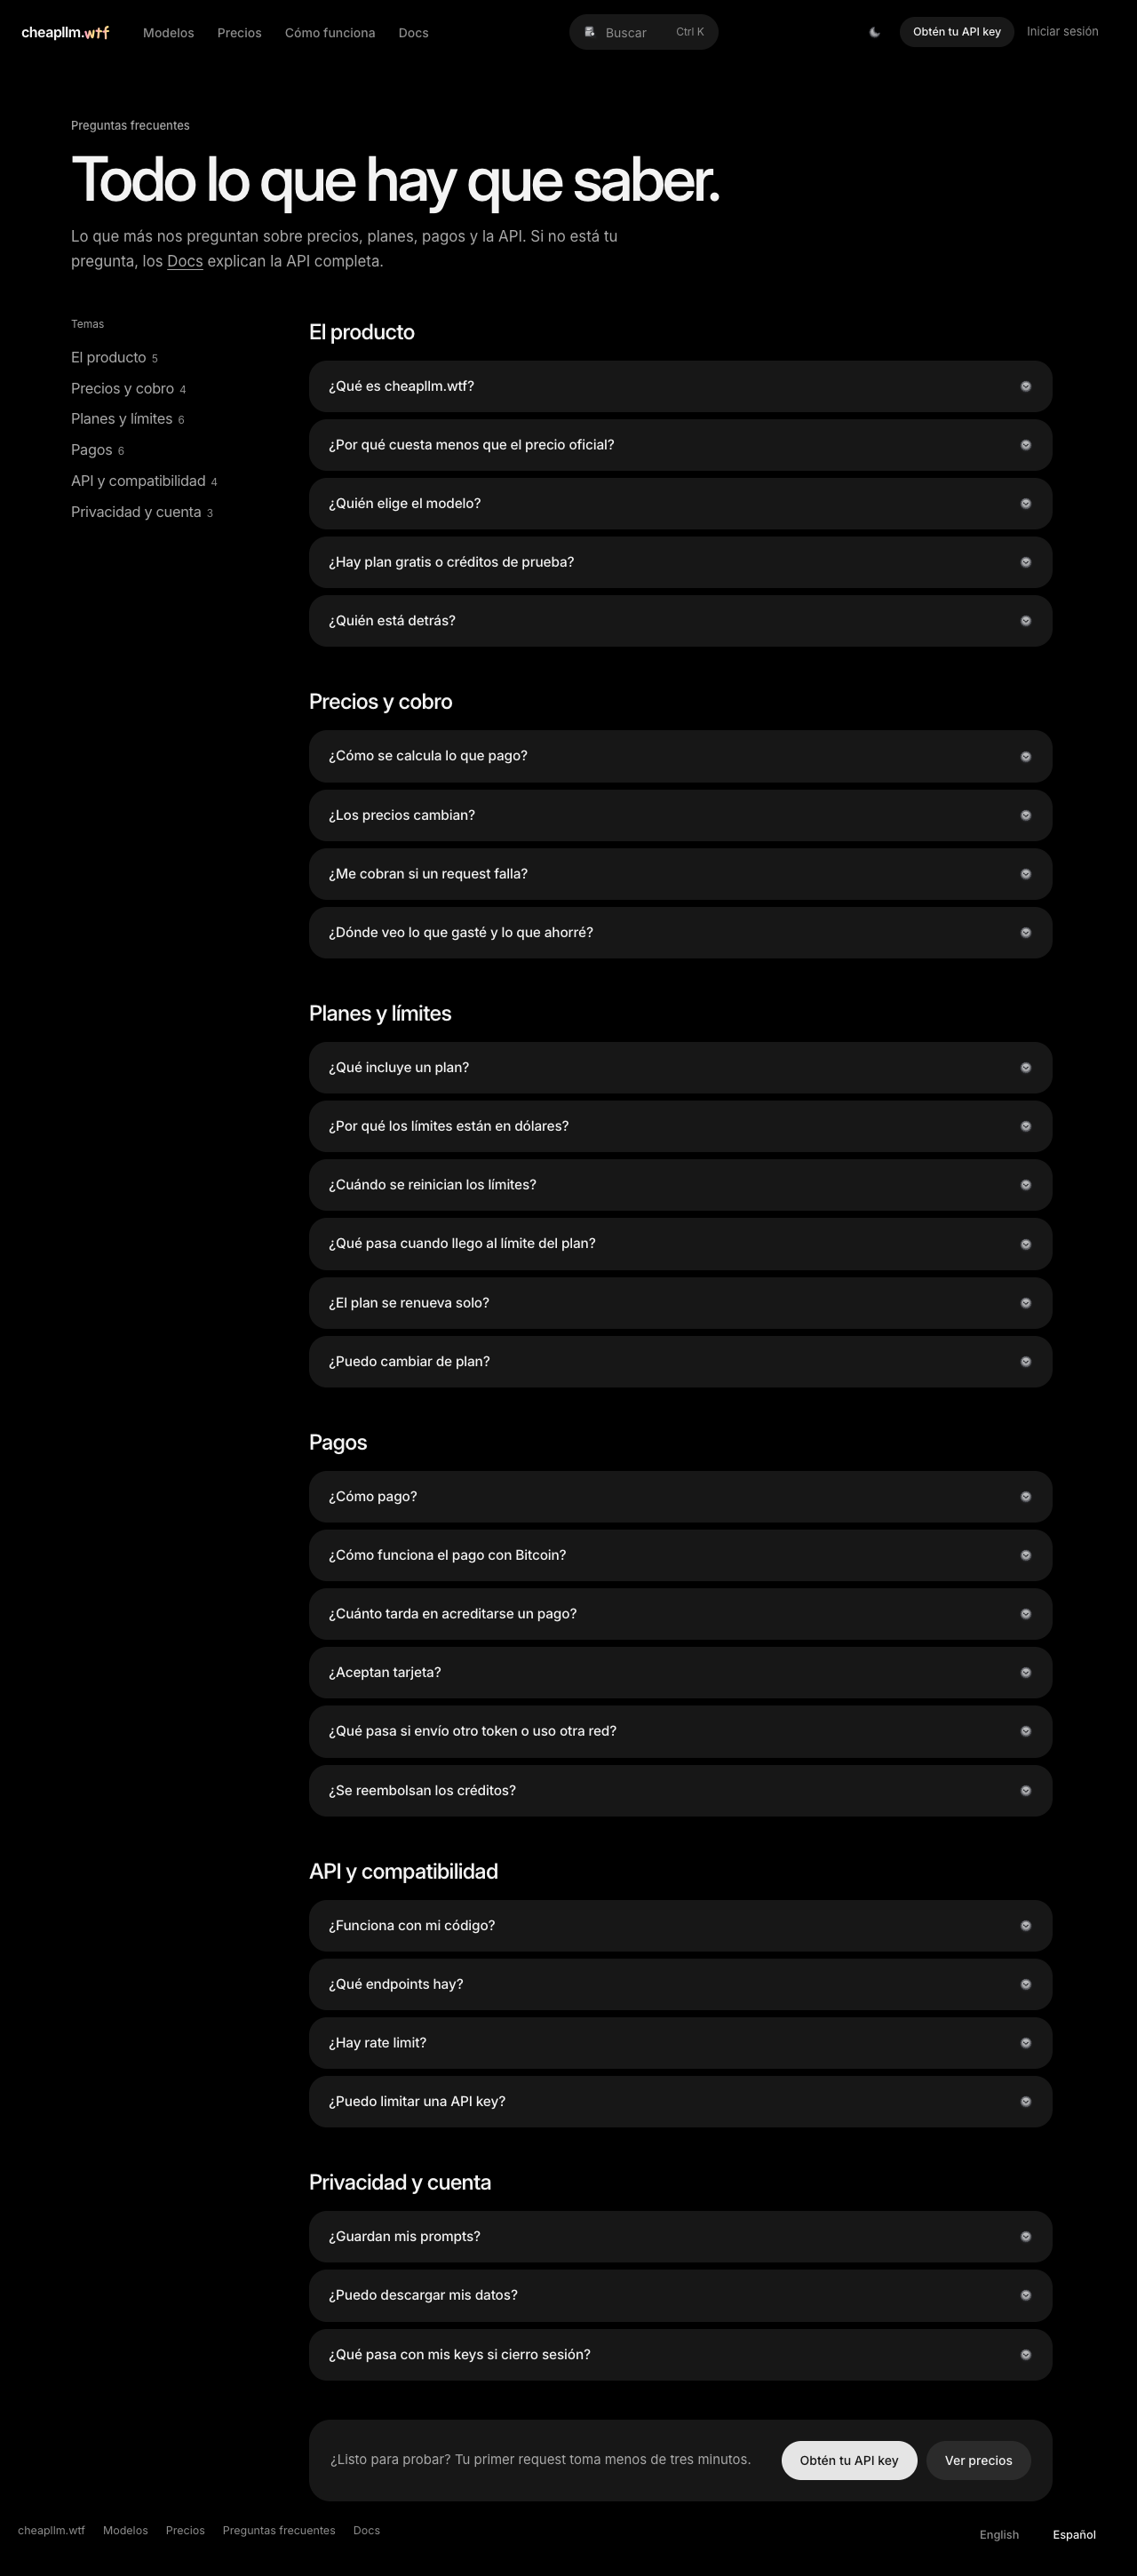 cheapllm.wtf
Modelos
Precios
Cómo funciona
Docs
Buscar
Ctrl K
Obtén tu API key
Iniciar sesión
Preguntas frecuentes
Todo lo que hay que saber.
Lo que más nos preguntan sobre precios, planes, pagos y la API. Si no está tu
pregunta, los Docs explican la API completa.
Temas
El producto 5
Precios y cobro 4
Planes y límites 6
Pagos 6
API y compatibilidad 4
Privacidad y cuenta 3
El producto
¿Qué es cheapllm.wtf?
¿Por qué cuesta menos que el precio oficial?
¿Quién elige el modelo?
¿Hay plan gratis o créditos de prueba?
¿Quién está detrás?
Precios y cobro
¿Cómo se calcula lo que pago?
¿Los precios cambian?
¿Me cobran si un request falla?
¿Dónde veo lo que gasté y lo que ahorré?
Planes y límites
¿Qué incluye un plan?
¿Por qué los límites están en dólares?
¿Cuándo se reinician los límites?
¿Qué pasa cuando llego al límite del plan?
¿El plan se renueva solo?
¿Puedo cambiar de plan?
Pagos
¿Cómo pago?
¿Cómo funciona el pago con Bitcoin?
¿Cuánto tarda en acreditarse un pago?
¿Aceptan tarjeta?
¿Qué pasa si envío otro token o uso otra red?
¿Se reembolsan los créditos?
API y compatibilidad
¿Funciona con mi código?
¿Qué endpoints hay?
¿Hay rate limit?
¿Puedo limitar una API key?
Privacidad y cuenta
¿Guardan mis prompts?
¿Puedo descargar mis datos?
¿Qué pasa con mis keys si cierro sesión?
¿Listo para probar? Tu primer request toma menos de tres minutos.
Obtén tu API key
Ver precios
cheapllm.wtf
Modelos
Precios
Preguntas frecuentes
Docs
English
Español